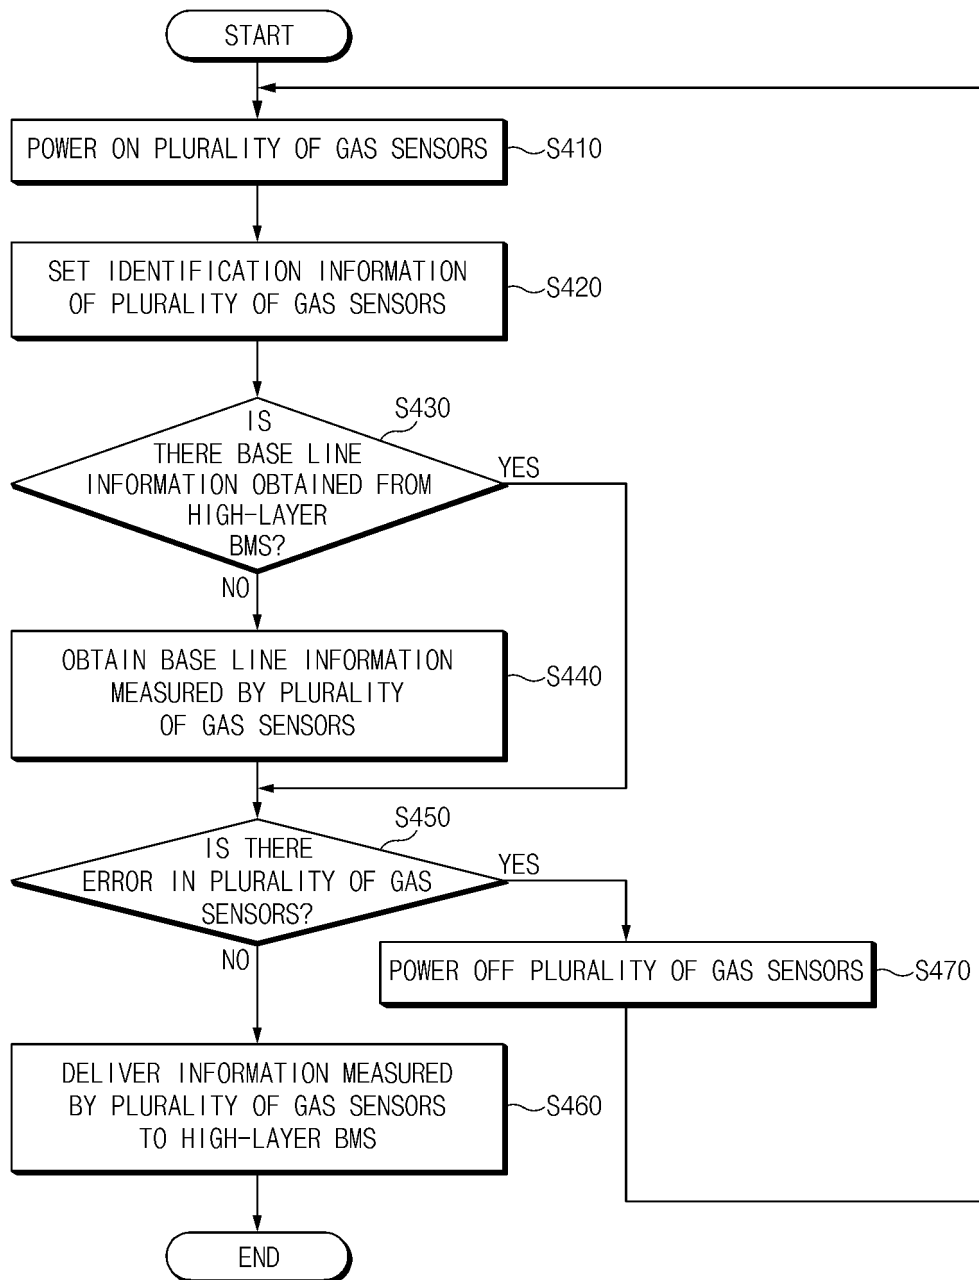 START
POWER ON PLURALITY OF GAS SENSORS
S410
SET IDENTIFICATION INFORMATION
OF PLURALITY OF GAS SENSORS
S420
S430
IS
THERE BASE LINE
INFORMATION OBTAINED FROM
HIGH-LAYER
BMS?
YES
NO
OBTAIN BASE LINE INFORMATION
MEASURED BY PLURALITY
OF GAS SENSORS
S440
S450
IS THERE
ERROR IN PLURALITY OF GAS
SENSORS?
YES
NO
POWER OFF PLURALITY OF GAS SENSORS
S470
DELIVER INFORMATION MEASURED
BY PLURALITY OF GAS SENSORS
TO HIGH-LAYER BMS
S460
END